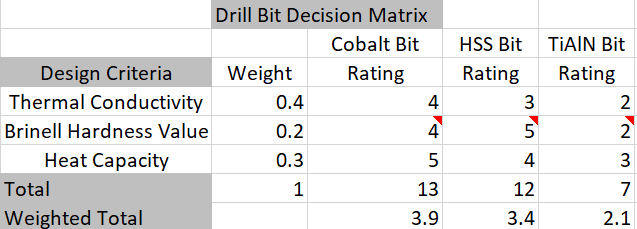 Drill Bit Decision Matrix
Cobalt Bit HSS Bit TiAlN Bit
Design Criteria Weight Rating Rating Rating
Thermal Conductivity 0.4 4 3 2
Brinell Hardness Value 0.2 4 5 2
Heat Capacity 0.3 5 4 3
Total 1 13 12 7
Weighted Total 3.9 3.4 2.1